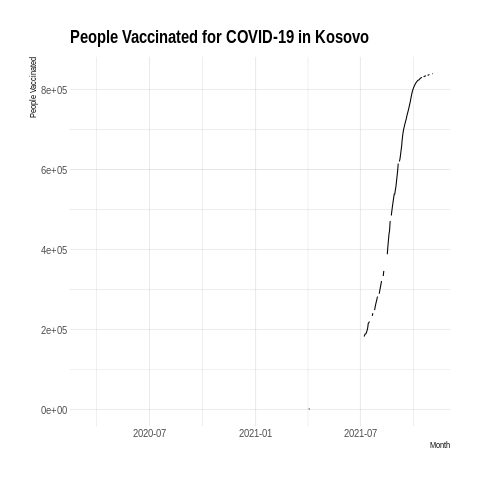 People Vaccinated for COVID-19 in Kosovo
People Vaccinated
8e+05
6e+05
4e+05
2e+05
0e+00
2020-07 2021-01 2021-07
Month